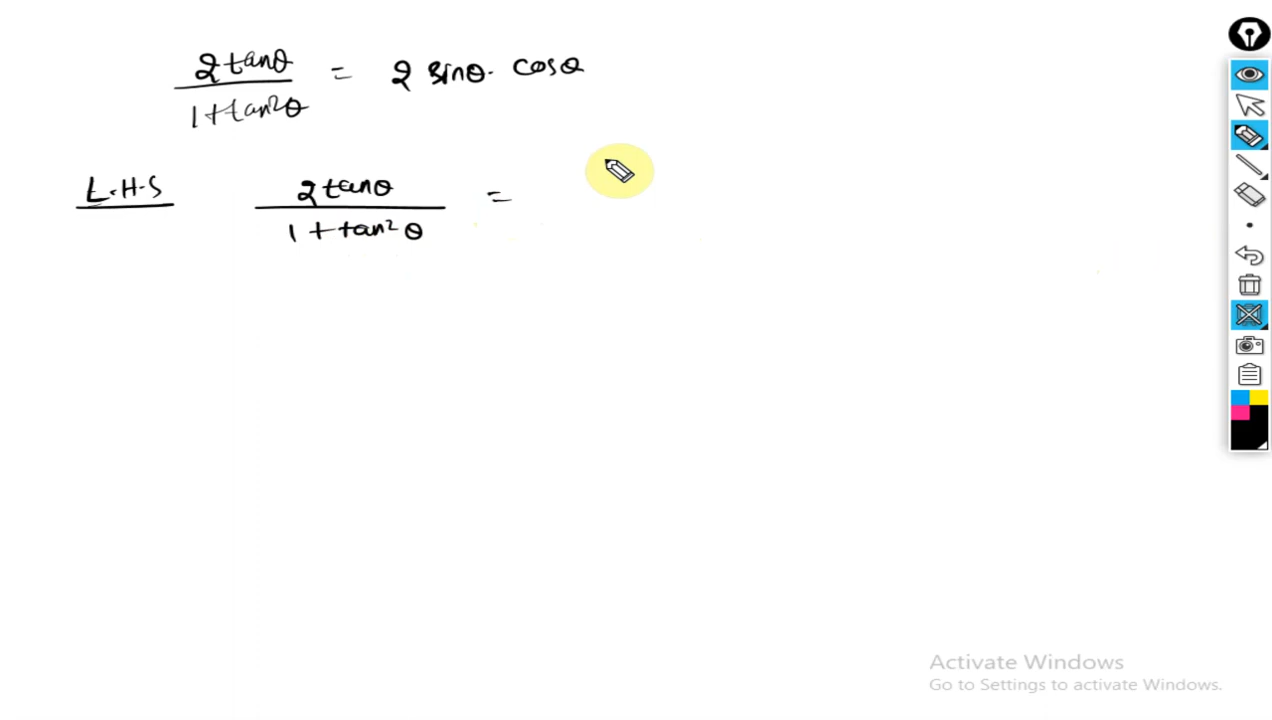 2tanθ / 1+tan²θ = 2 sinθ. cosθ
L.H.S 2tanθ / 1+tan²θ =
Activate Windows
Go to Settings to activate Windows.